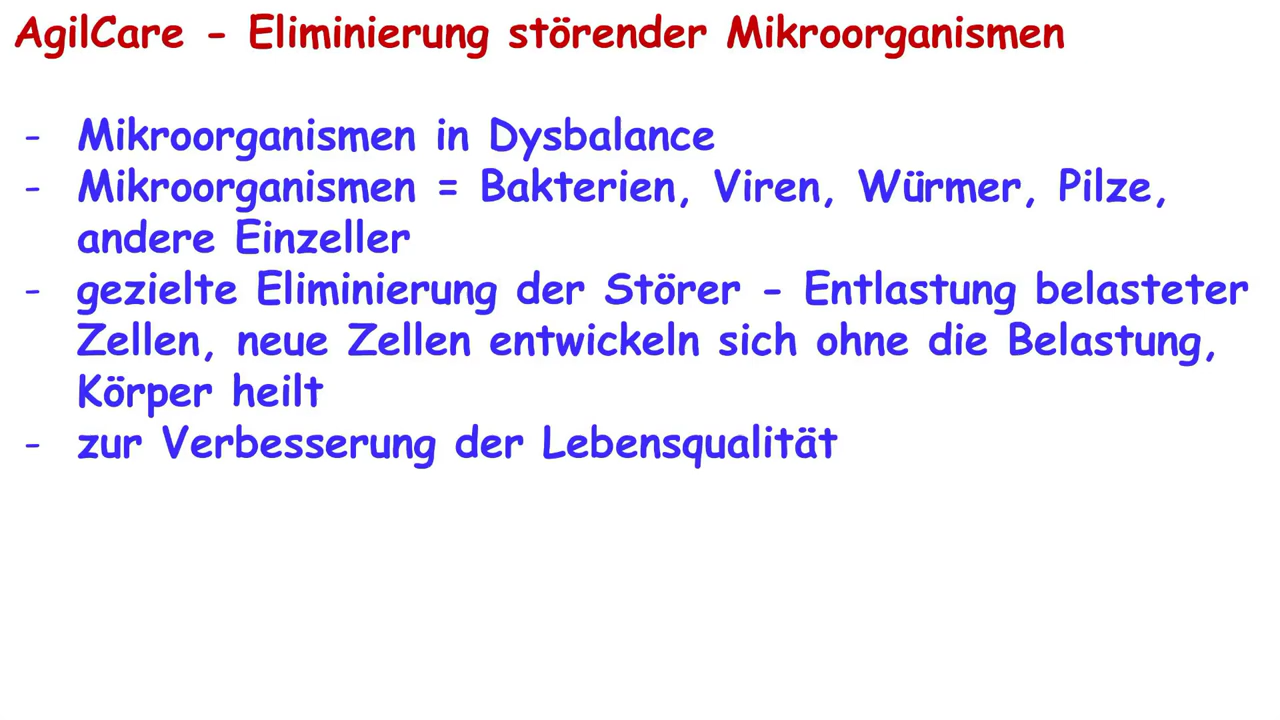 AgilCare - Eliminierung störender Mikroorganismen
- Mikroorganismen in Dysbalance
- Mikroorganismen = Bakterien, Viren, Würmer, Pilze,
andere Einzeller
- gezielte Eliminierung der Störer - Entlastung belasteter
Zellen, neue Zellen entwickeln sich ohne die Belastung,
Körper heilt
- zur Verbesserung der Lebensqualität